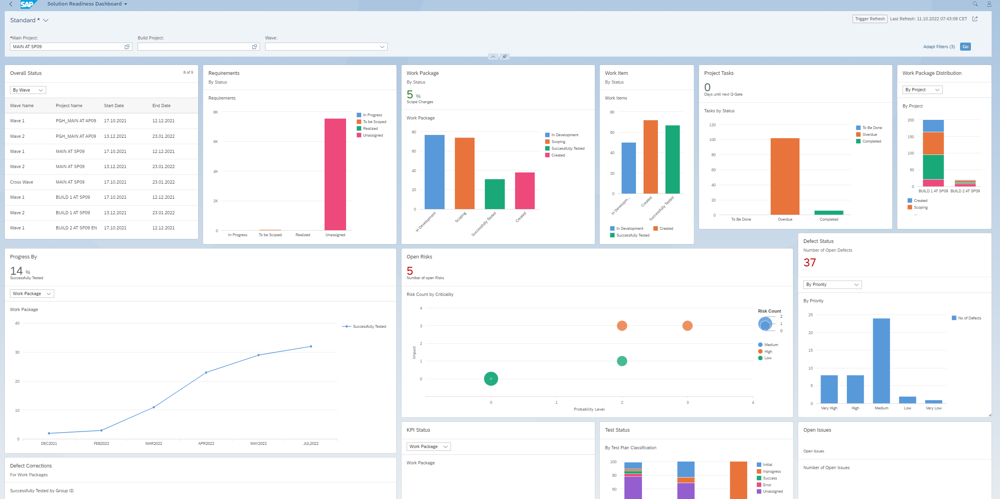 SAP
Solution Readiness Dashboard
Standard *
Trigger Refresh
Last Refresh: 11.10.2022 07:43:08 CET
*Main Project:
Build Project:
Wave:
MAIN AT SP09
Adapt Filters (3)
Go
Overall Status
8 of 9
By Wave
Wave Name Project Name Start Date End Date
Wave 1 PGH_MAIN AT AP09 17.10.2021 12.12.2021
Wave 2 PGH_MAIN AT AP09 13.12.2021 23.01.2022
Wave 1 MAIN AT SP09 17.10.2021 12.12.2021
Wave 2 MAIN AT SP09 13.12.2021 23.01.2022
Cross Wave MAIN AT SP09 17.10.2021 23.01.2022
Wave 1 BUILD 1 AT SP09 17.10.2021 12.12.2021
Wave 2 BUILD 1 AT SP09 13.12.2021 23.01.2022
Wave 1 BUILD 2 AT SP09 EN 17.10.2021 12.12.2021
Requirements
By Status
Requirements
8K
6K
4K
2K
0
In Progress To be Scoped Realized Unassigned
In Progress
To be Scoped
Realized
Unassigned
Work Package
By Status
5 %
Scope Changes
Work Package
80
60
40
20
0
In Development Scoping Successfully Tested Created
In Development
Scoping
Successfully Tested
Created
Work Item
By Status
Work Items
80
60
40
20
0
In Developm... Created Successfully Tested
In Development Created
Successfully Tested
Project Tasks
0
Days until next Q-Gate
Tasks by Status
120
100
80
60
40
20
0
To Be Done Overdue Completed
To Be Done
Overdue
Completed
Work Package Distribution
By Project
By Project
200
150
100
50
0
BUILD 1 AT SP09 BUILD 2 AT SP09
Created
Scoping
...
Progress By
14 %
Successfully Tested
Work Package
Work Package
40
30
20
10
0
DEC2021 FEB2022 MAR2022 APR2022 MAY2022 JUL2022
Successfully Tested
Open Risks
5
Number of open Risks
Risk Count by Criticality
4
3
2
1
0
Impact
0 1 2 3 4
Probability Level
Risk Count
2
1
0
Medium
High
Low
Defect Status
Number of Open Defects
37
By Priority
By Priority
25
20
15
10
5
0
Very High High Medium Low Very Low
No of Defects
Defect Corrections
For Work Packages
Successfully Tested by Group ID
KPI Status
Work Package
Work Package
Test Status
By Test Plan Classification
100
80
60
Initial
Inprogress
Success
Error
Unassigned
Open Issues
Open Issues
Number of Open Issues